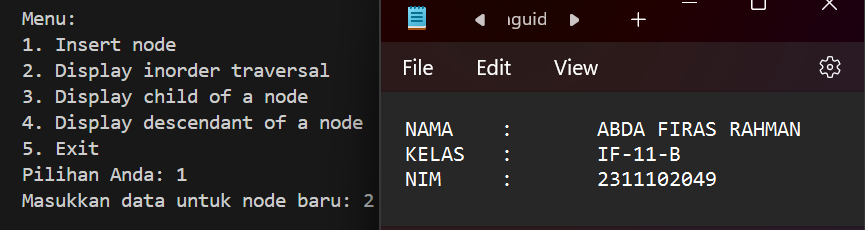 Menu:
1. Insert node
2. Display inorder traversal
3. Display child of a node
4. Display descendant of a node
5. Exit
Pilihan Anda: 1
Masukkan data untuk node baru: 2
nguid
File Edit View
NAMA : ABDA FIRAS RAHMAN
KELAS : IF-11-B
NIM : 2311102049